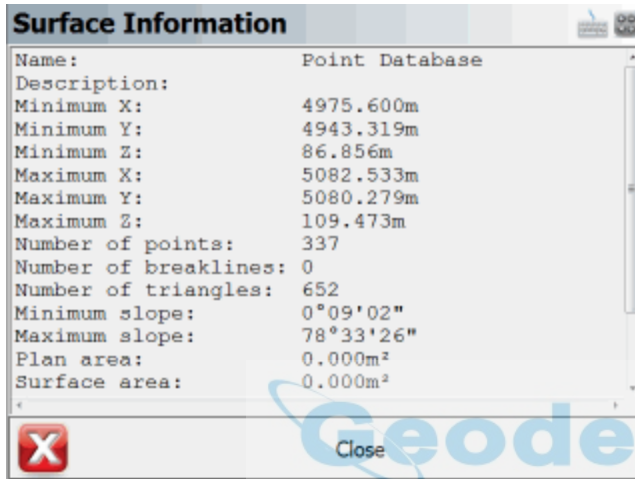 Surface Information
Name: Point Database
Description:
Minimum X: 4975.600m
Minimum Y: 4943.319m
Minimum Z: 86.856m
Maximum X: 5082.533m
Maximum Y: 5080.279m
Maximum Z: 109.473m
Number of points: 337
Number of breaklines: 0
Number of triangles: 652
Minimum slope: 0°09'02"
Maximum slope: 78°33'26"
Plan area: 0.000m²
Surface area: 0.000m²
Close
Geode